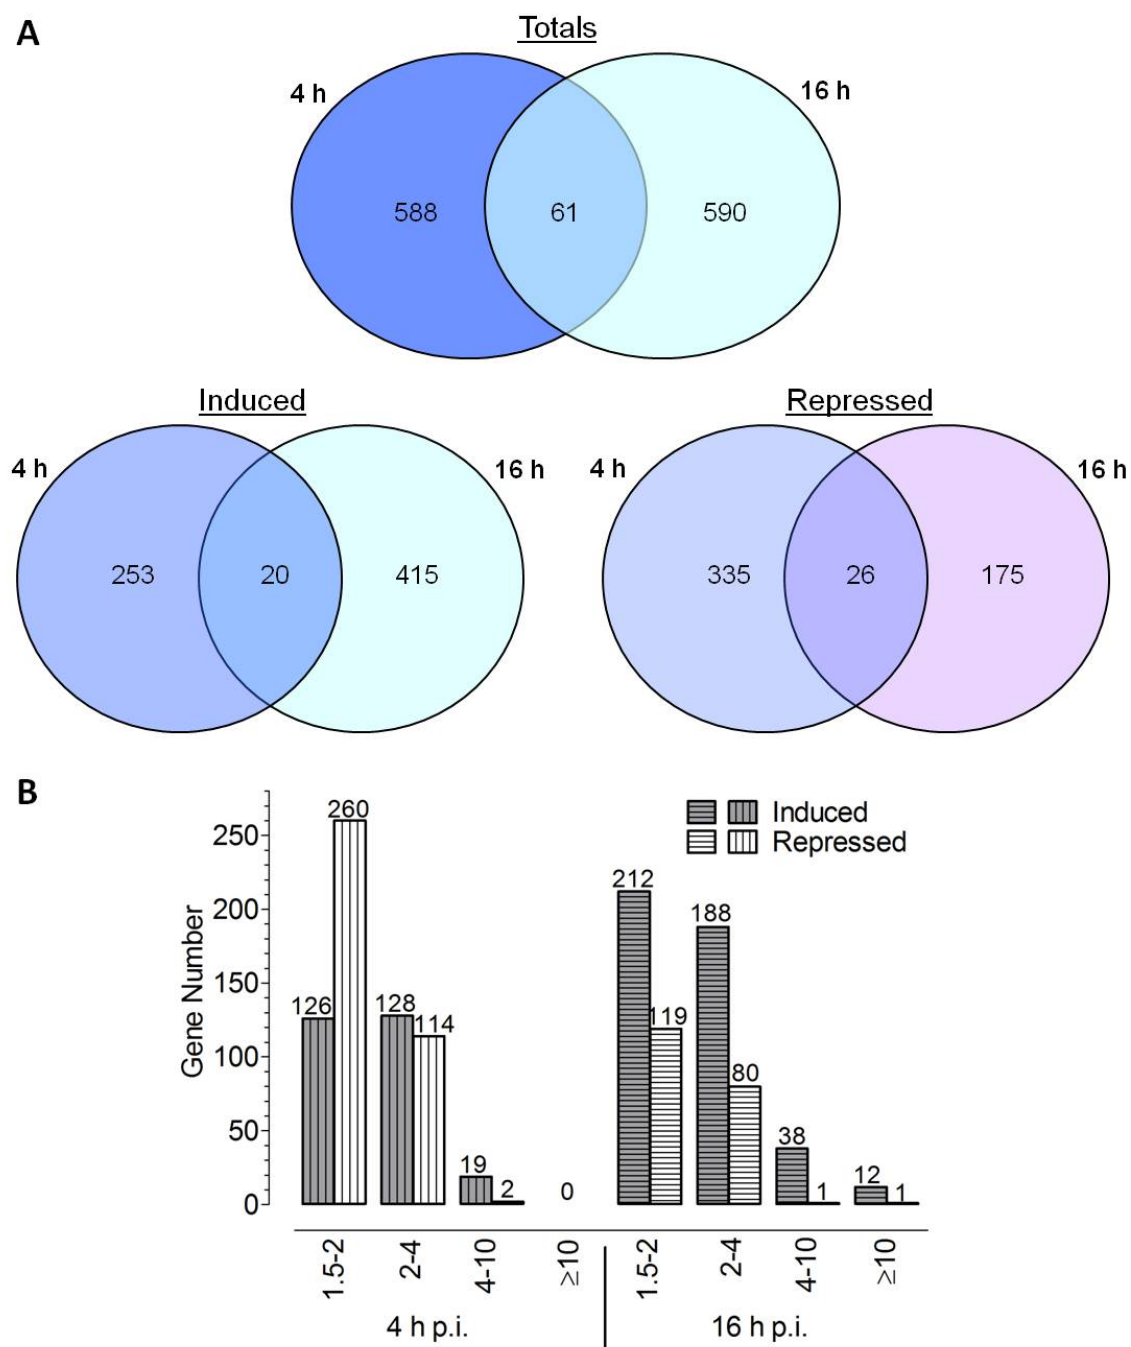 A
Totals
4 h
16 h
588
61
590
Induced
Repressed
4 h
16 h
4 h
16 h
253
20
415
335
26
175
B
Induced
Repressed
Gene Number
250
200
150
100
50
0
126
260
128
114
19
2
0
212
119
188
80
38
1
12
1
1.5-2
2-4
4-10
≥10
1.5-2
2-4
4-10
≥10
4 h p.i.
16 h p.i.